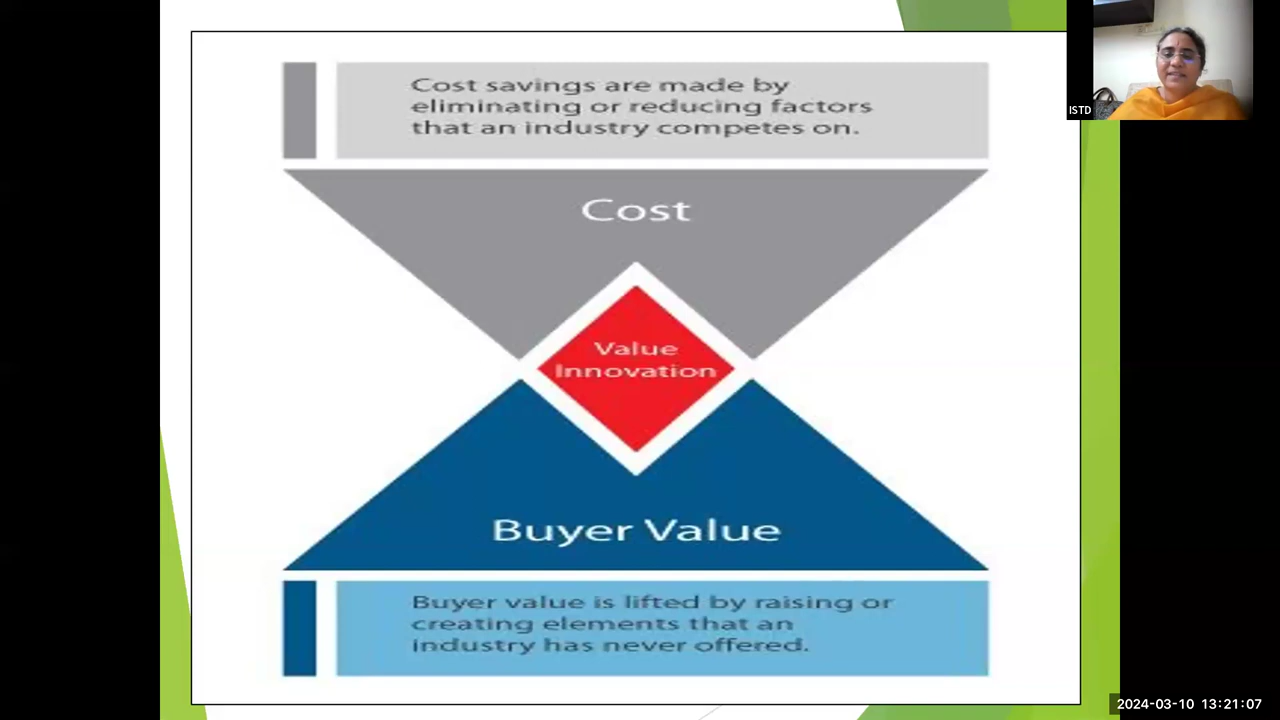 Cost savings are made by
eliminating or reducing factors
that an industry competes on.
ISTD
Cost
Value
Innovation
Buyer Value
Buyer value is lifted by raising or
creating elements that an
industry has never offered.
2024-03-10 13:21:07